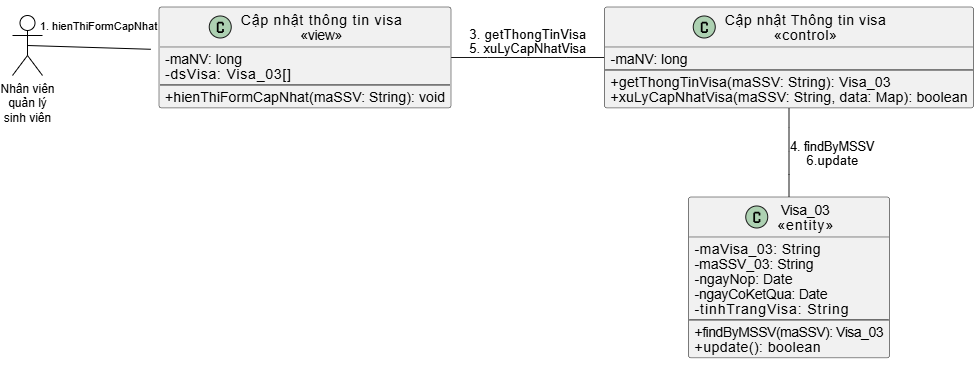 1. hienThiFormCapNhat
Nhân viên
quản lý
sinh viên
C
Cập nhật thông tin visa
«view»
-maNV: long
-dsVisa: Visa_03[]
+hienThiFormCapNhat(maSSV: String): void
3. getThongTinVisa
5. xuLyCapNhatVisa
C
Cập nhật Thông tin visa
«control»
-maNV: long
+getThongTinVisa(maSSV: String): Visa_03
+xuLyCapNhatVisa(maSSV: String, data: Map): boolean
4. findByMSSV
6.update
C
Visa_03
«entity»
-maVisa_03: String
-maSSV_03: String
-ngayNop: Date
-ngayCoKetQua: Date
-tinhTrangVisa: String
+findByMSSV(maSSV): Visa_03
+update(): boolean